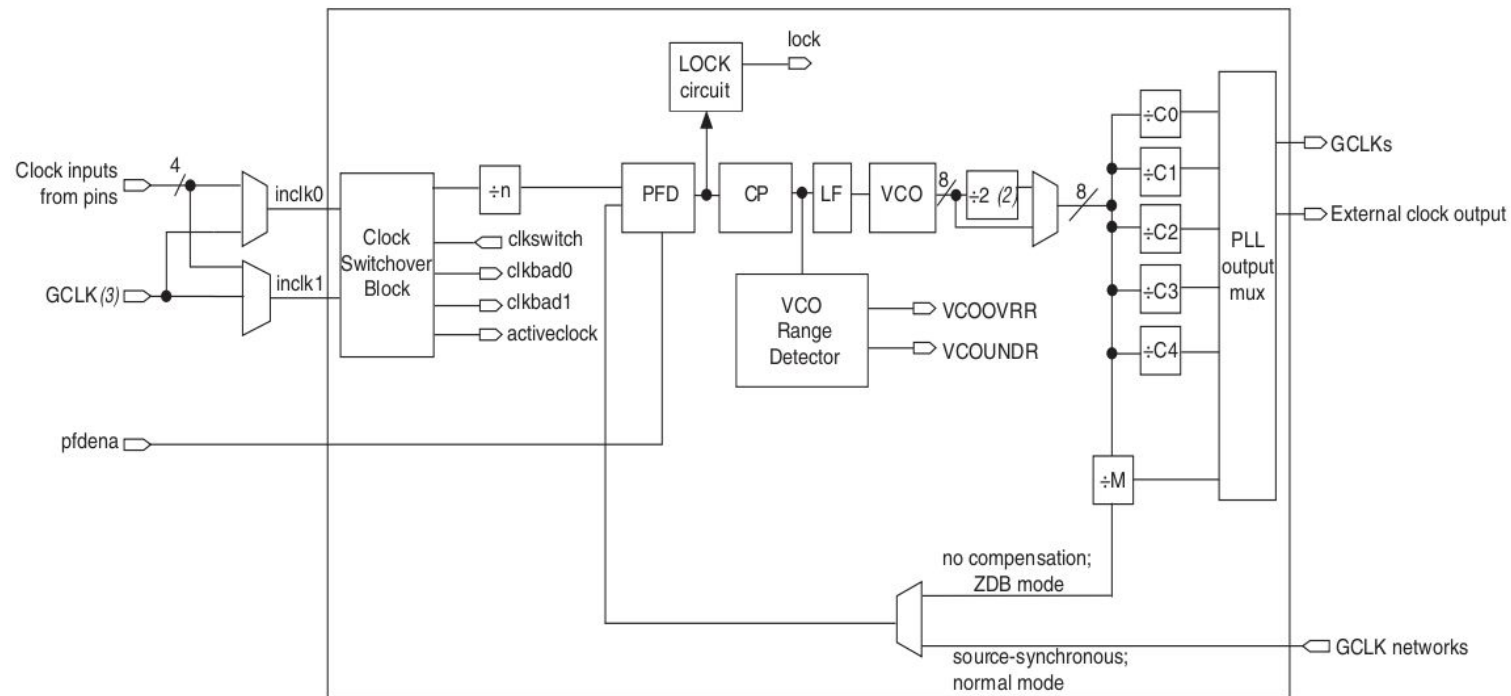 lock
LOCK
circuit
Clock inputs
from pins
4
inclk0
÷n
PFD
CP
LF
VCO
8
÷2 (2)
8
÷C0
÷C1
÷C2
÷C3
÷C4
PLL
output
mux
GCLKs
External clock output
Clock
Switchover
Block
clkswitch
clkbad0
clkbad1
activeclock
GCLK(3)
inclk1
VCO
Range
Detector
VCOOVRR
VCOUNDR
pfdena
÷M
no compensation;
ZDB mode
source-synchronous;
normal mode
GCLK networks